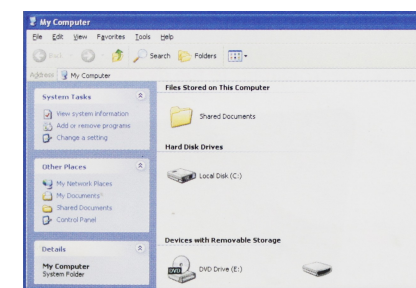 My Computer
File Edit View Favorites Tools Help
Back Search Folders
Address My Computer
System Tasks
View system information
Add or remove programs
Change a setting
Other Places
My Network Places
My Documents
Shared Documents
Control Panel
Details
My Computer
System Folder
Files Stored on This Computer
Shared Documents
Hard Disk Drives
Local Disk (C:)
Devices with Removable Storage
DVD
DVD Drive (E:)